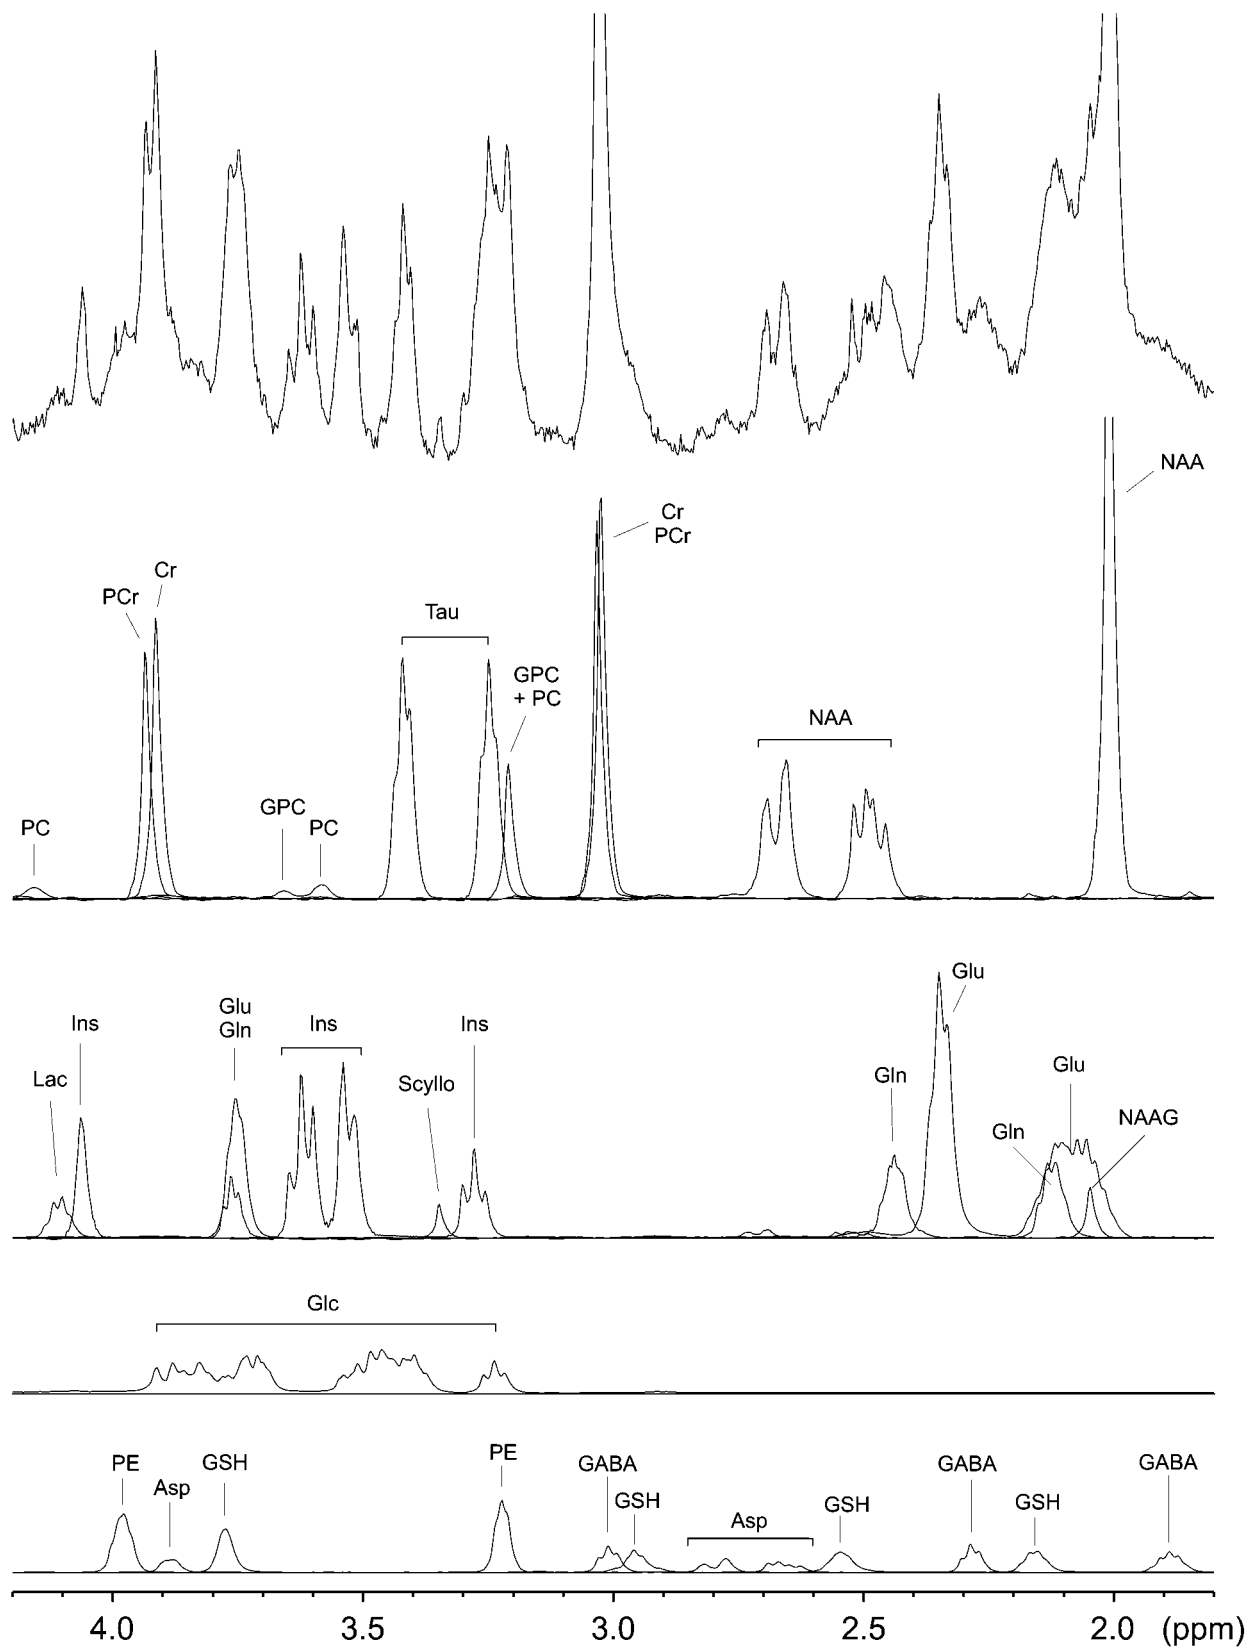 NAA
Cr
PCr
Cr
PCr
Tau
GPC
+ PC
NAA
GPC
PC
PC
Glu
Glu
Gln
Ins
Ins
Ins
Lac
Scyllo
Gln
Glu
NAAG
Gln
Glc
PE
Asp
GSH
PE
GABA
GSH
Asp
GSH
GABA
GSH
GABA
4.0 3.5 3.0 2.5 2.0 (ppm)